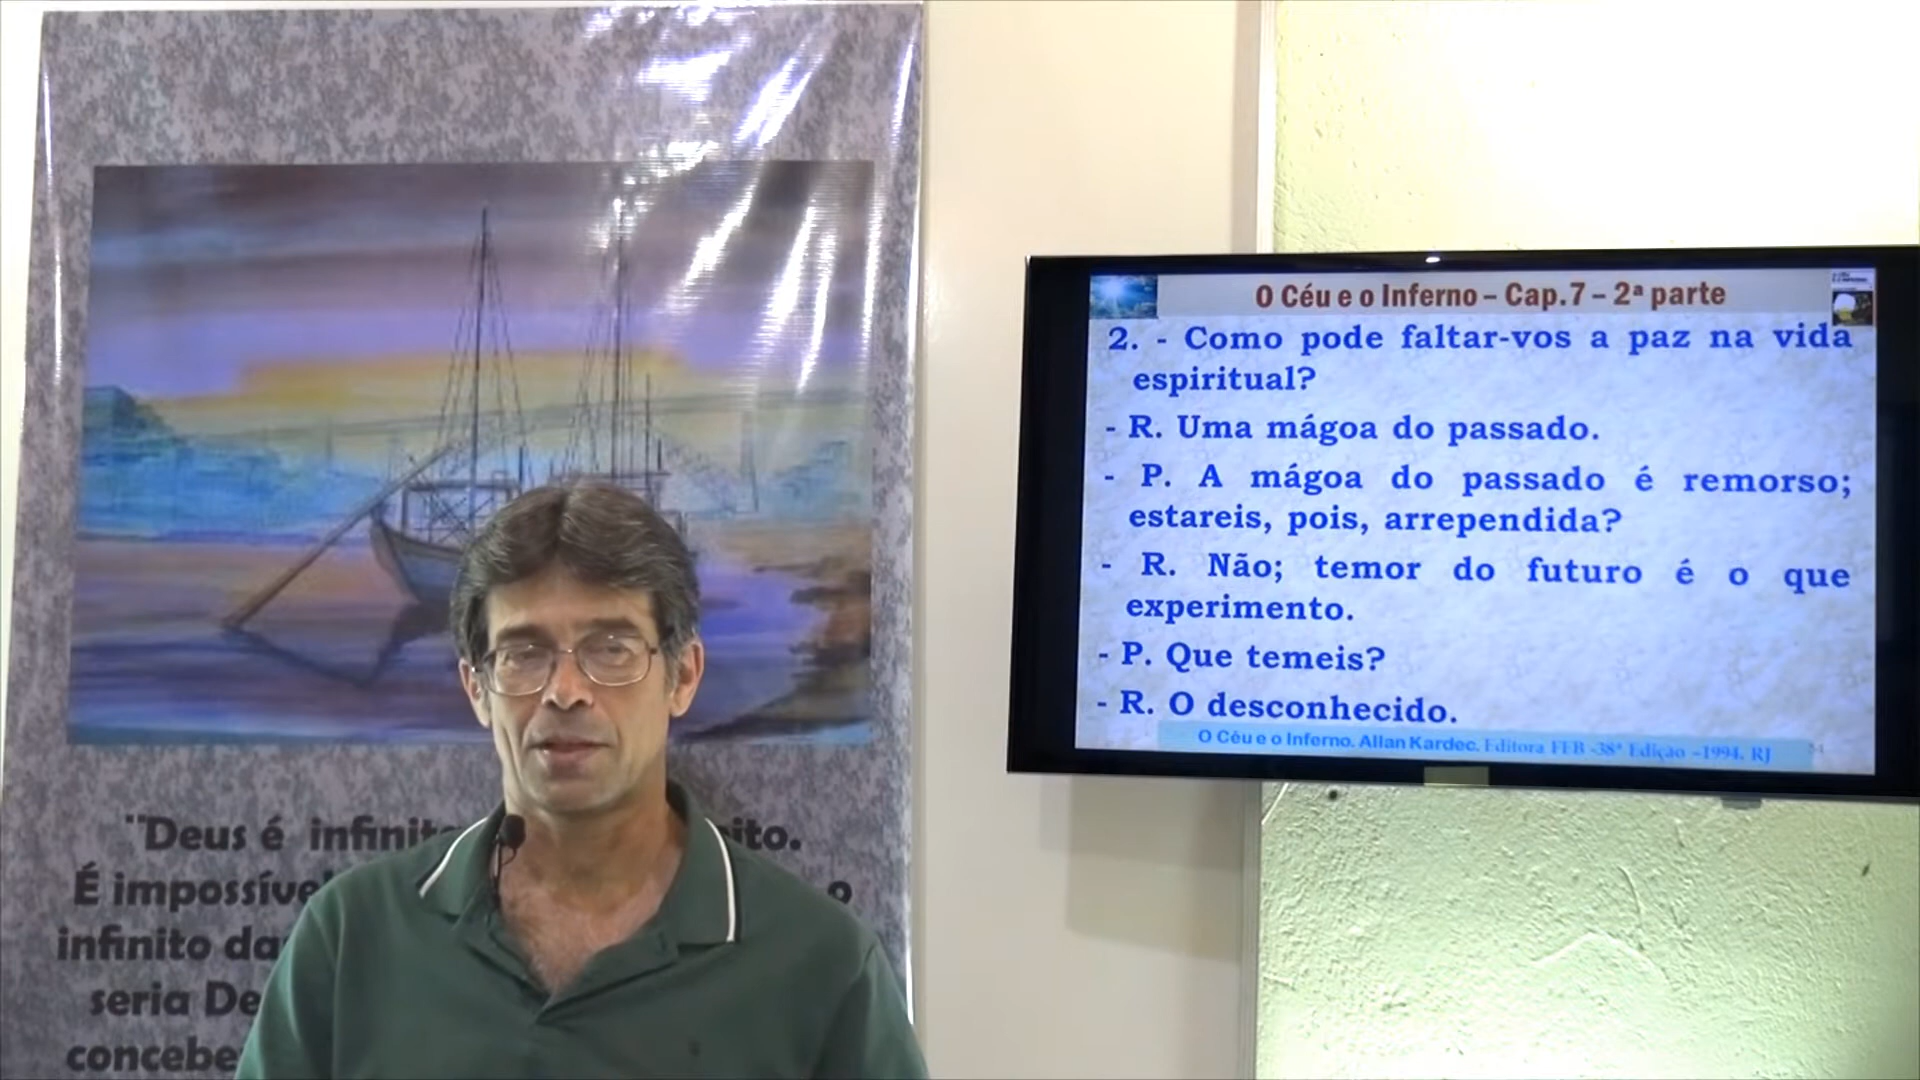 "Deus é infinit ito.
É impossível o
infinito da
seria De
concebe
O Céu e o Inferno – Cap.7 – 2ª parte
2. - Como pode faltar-vos a paz na vida
espiritual?
- R. Uma mágoa do passado.
- P. A mágoa do passado é remorso;
estareis, pois, arrependida?
- R. Não; temor do futuro é o que
experimento.
- P. Que temeis?
- R. O desconhecido.
O Céu e o Inferno. Allan Kardec. Editora FEB -38ª Edição -1994. RJ